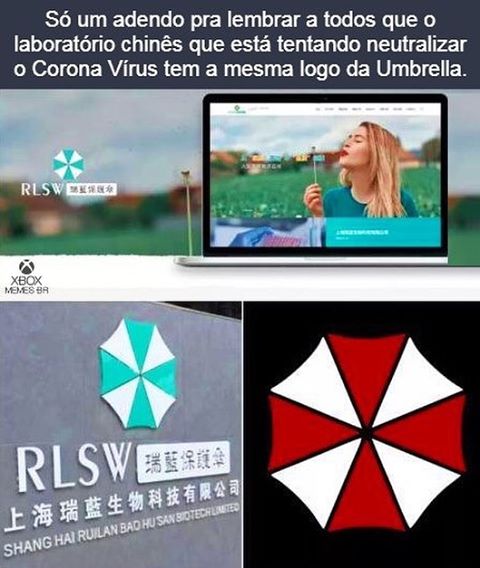 Só um adendo pra lembrar a todos que o
laboratório chinês que está tentando neutralizar
o Corona Vírus tem a mesma logo da Umbrella.
RLSW 瑞藍保護傘
XBOX
MEMES BR
RLSW 瑞藍保護傘
上海瑞藍生物科技有限公司
SHANG HAI RUILAN BAO HU SAN BIOTECH LIMITED